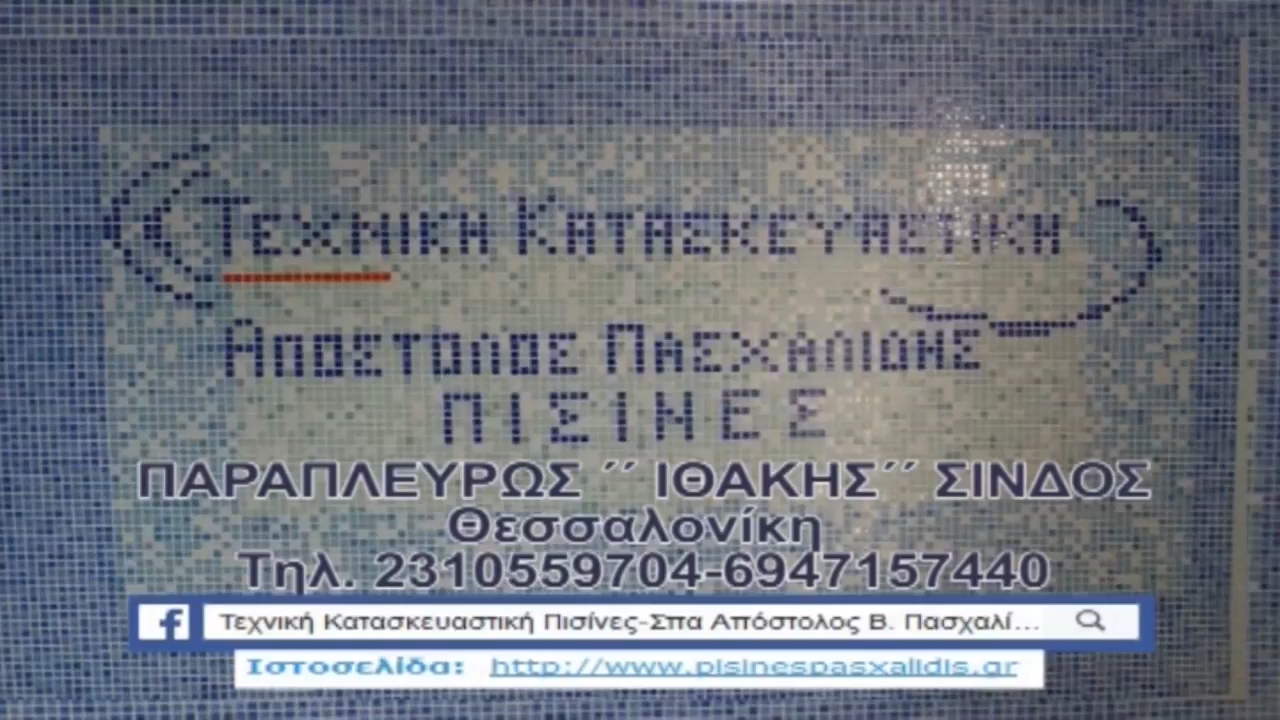 Τεχνικη Κατασκευαστικη
Αποστολος Πασχαλιδης
ΠΙΣΙΝΕΣ
ΠΑΡΑΠΛΕΥΡΩΣ ´´ ΙΘΑΚΗΣ´´ ΣΙΝΔΟΣ
Θεσσαλονίκη
Τηλ. 2310559704-6947157440
Τεχνική Κατασκευαστική Πισίνες-Σπα Απόστολος Β. Πασχαλί...
Ιστοσελίδα: http://www.pisinespasxalidis.gr